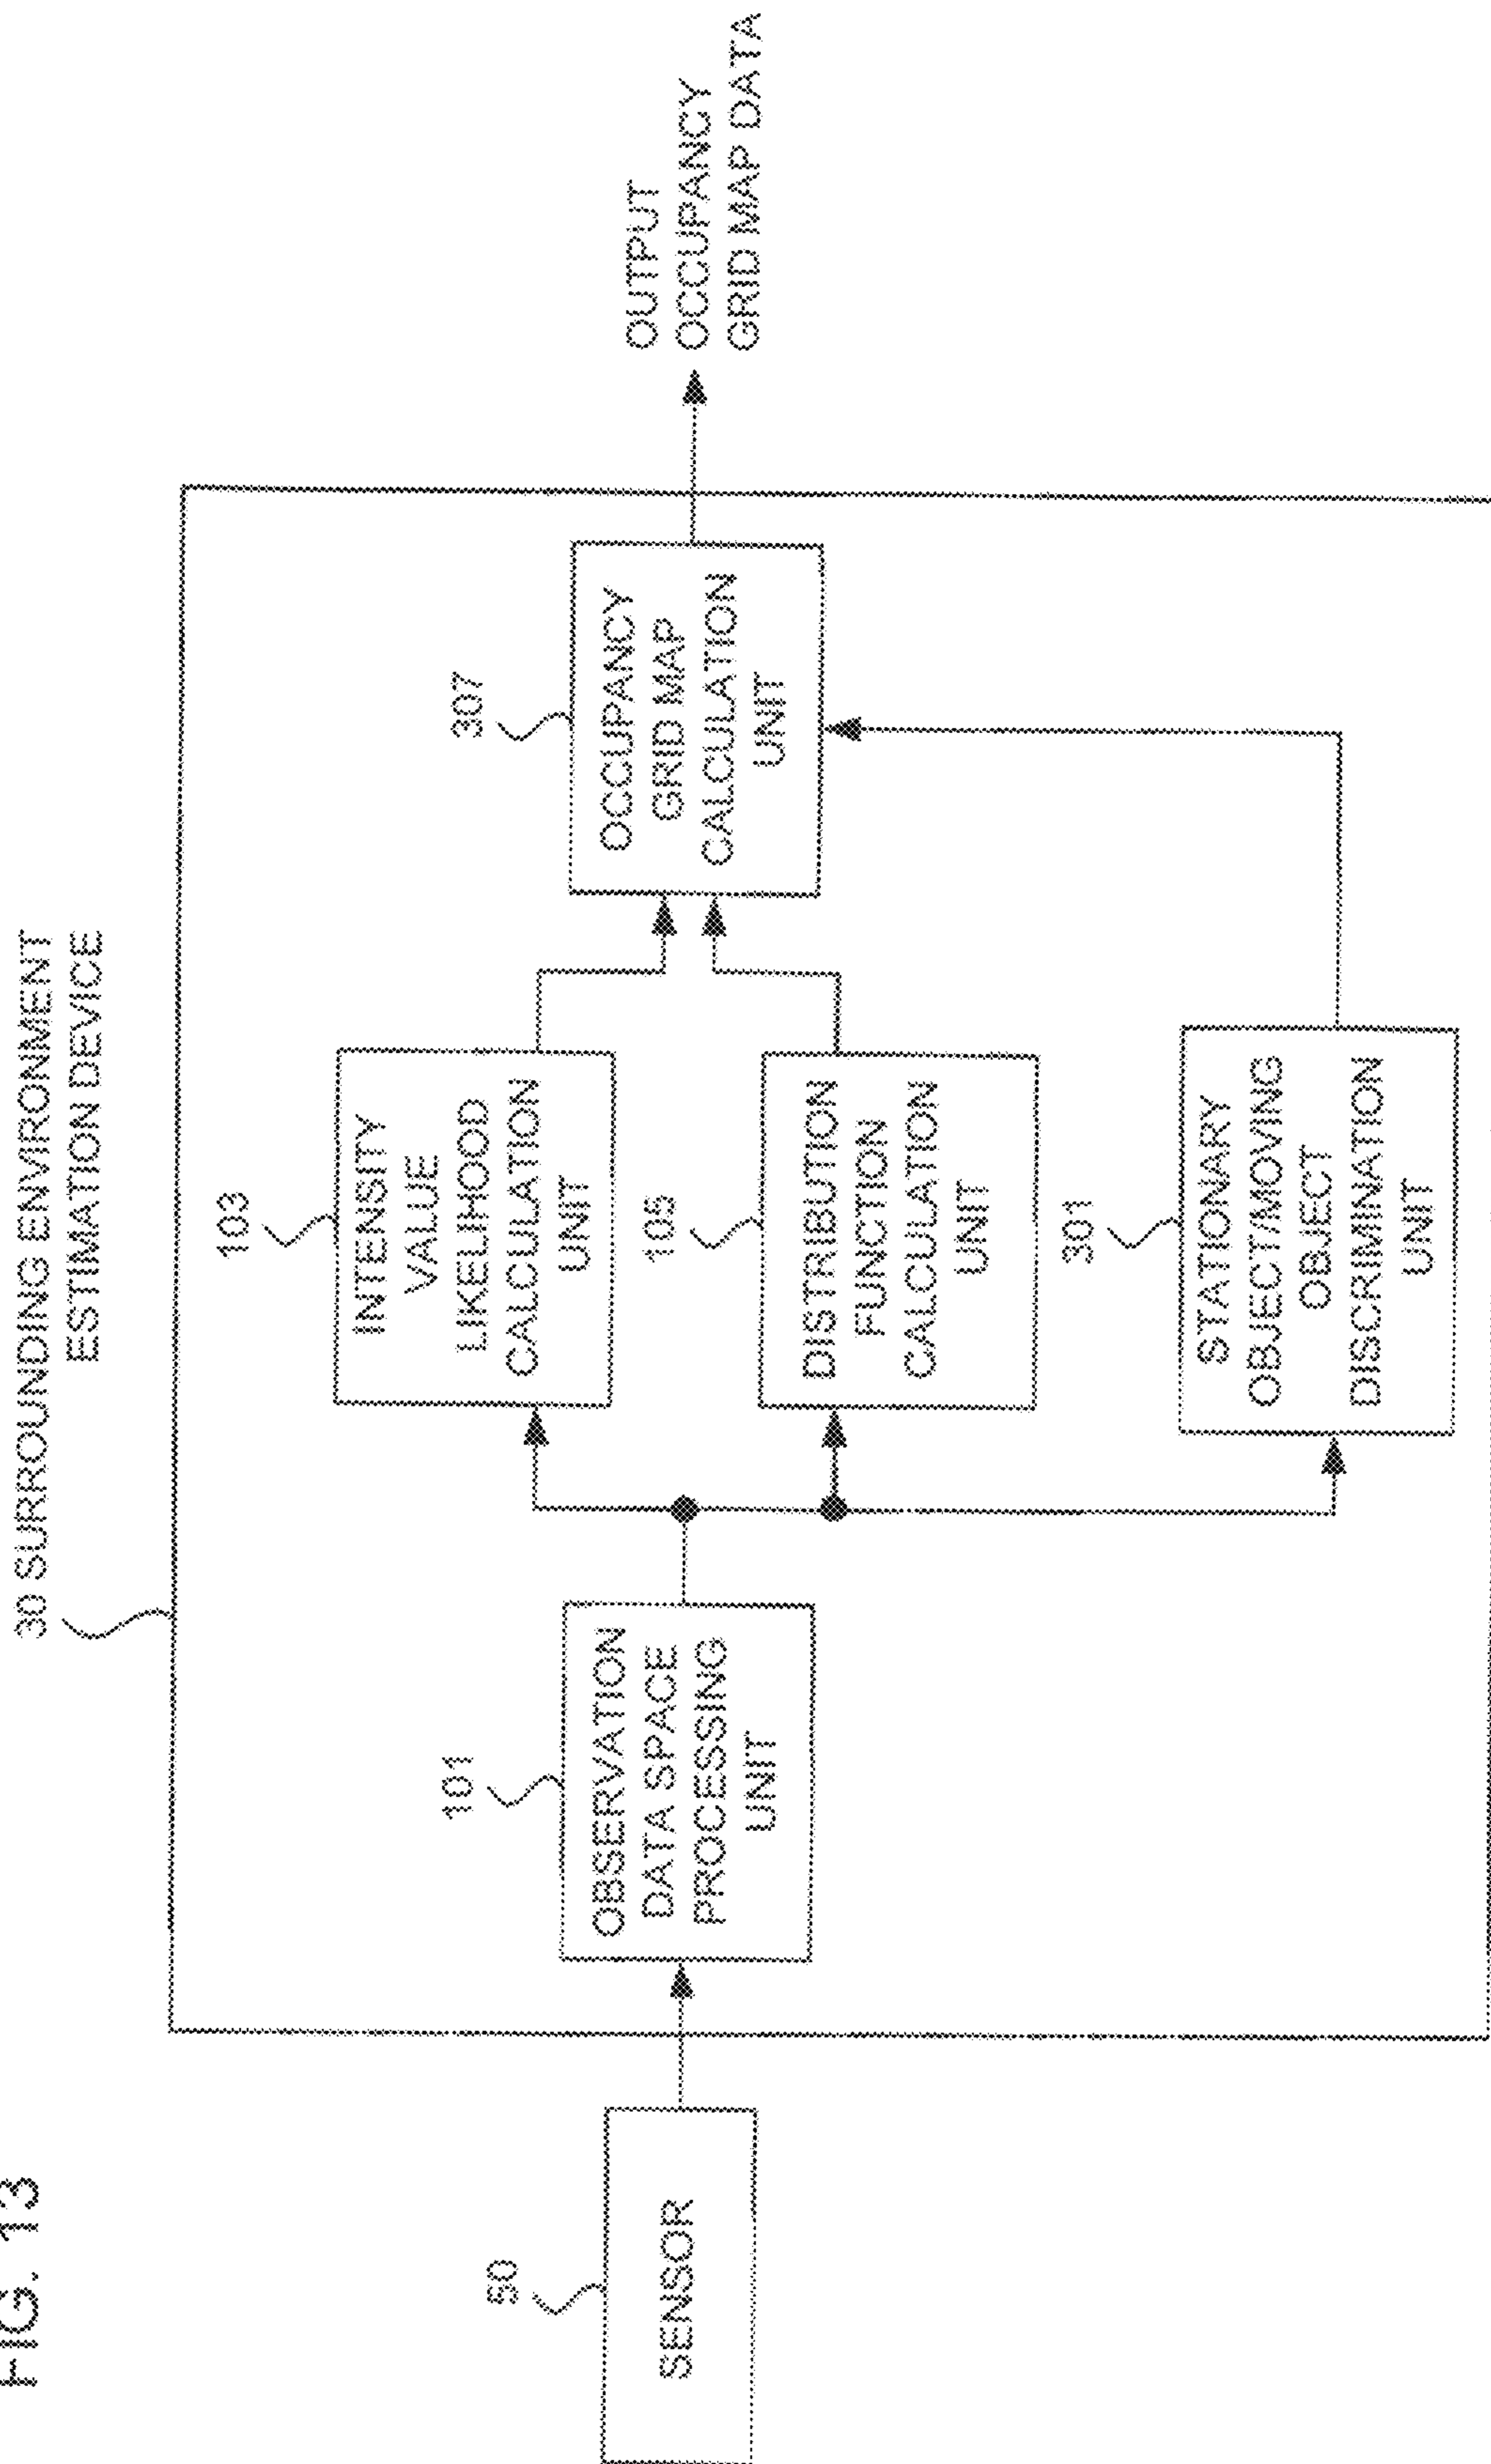 FIG. 13
30 SURROUNDING ENVIRONMENT
ESTIMATION DEVICE
50
SENSOR
101
OBSERVATION
DATA SPACE
PROCESSING
UNIT
103
INTENSITY
VALUE
LIKELIHOOD
CALCULATION
UNIT
105
DISTRIBUTION
FUNCTION
CALCULATION
UNIT
301
STATIONARY
OBJECT/MOVING
OBJECT
DISCRIMINATION
UNIT
307
OCCUPANCY
GRID MAP
CALCULATION
UNIT
OUTPUT
OCCUPANCY
GRID MAP DATA